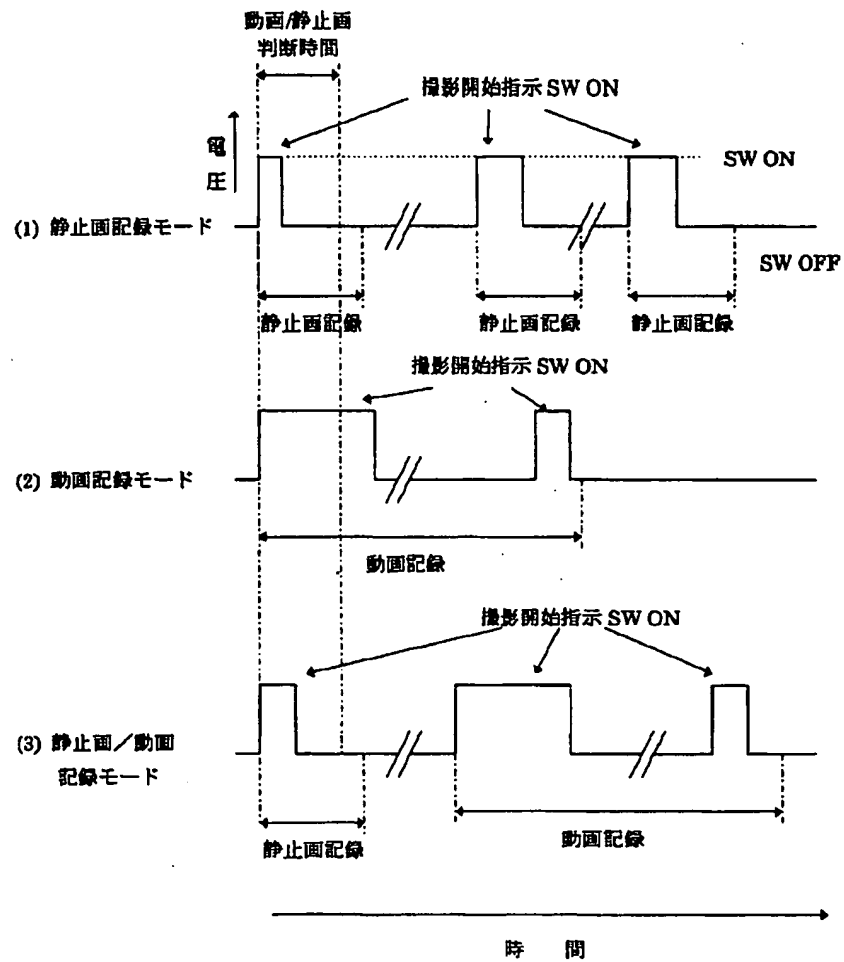 動画/静止画
判断時間
撮影開始指示 SW ON
電
圧
SW ON
(1) 静止画記録モード
SW OFF
静止画記録
静止画記録
静止画記録
撮影開始指示 SW ON
(2) 動画記録モード
動画記録
撮影開始指示 SW ON
(3) 静止画／動画
記録モード
静止画記録
動画記録
時 間